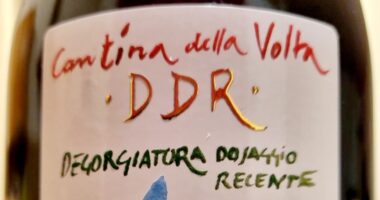 Cantina della Volta
· DDR ·
DEGORGIATURA DOSAGGIO
RECENTE